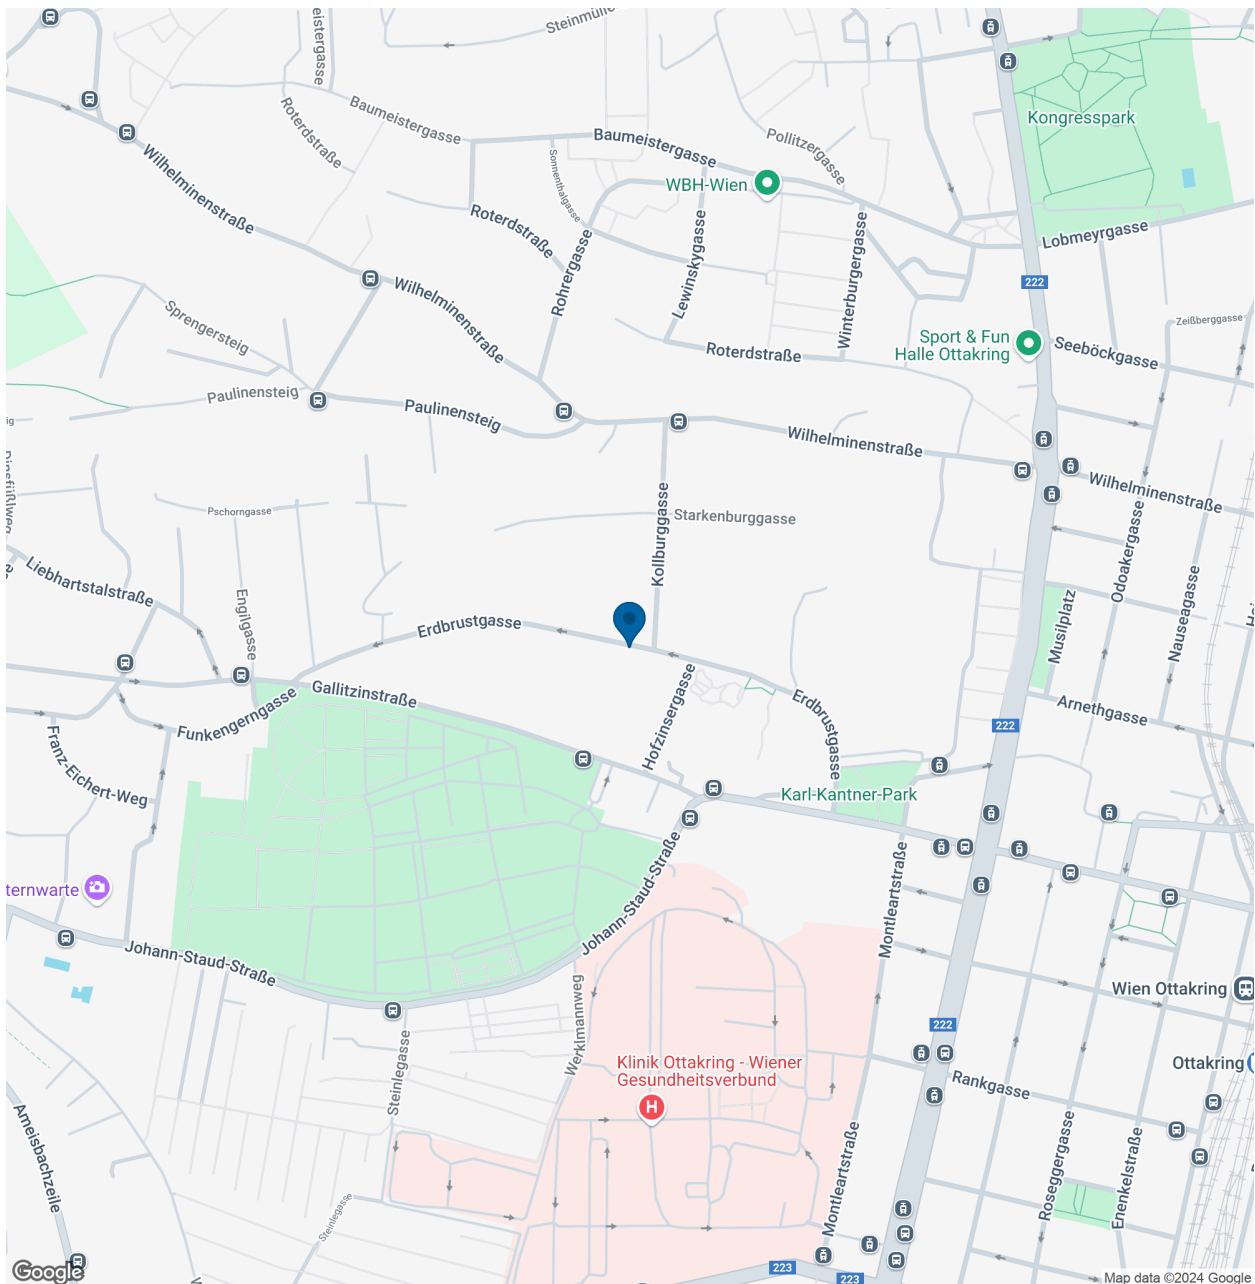 Steinmüll
eistergasse
Baumeistergasse
Roterdstraße
Baumeistergasse
Pollitzergasse
Kongresspark
WBH-Wien
Sonnenthalgasse
Wilhelminenstraße
Roterdstraße
Rohrergasse
Lewinskygasse
Winterburgergasse
Lobmeyrgasse
222
Wilhelminenstraße
Sprengersteig
Zeißberggasse
Sport & Fun
Halle Ottakring
Seeböckgasse
Roterdstraße
Paulinensteig
Paulinensteig
ig
Wilhelminenstraße
Wilhelminenstraße
Pschorngasse
Starkenburggasse
Kollburggasse
Odoakergasse
Nauseagasse
Liebhartstalstraße
Engilgasse
Erdbrustgasse
Musilplatz
Gallitzinstraße
Funkengerngasse
Hofzinsergasse
Erdbrustgasse
Arnethgasse
222
Franz-Eichert-Weg
Karl-Kantner-Park
ternwarte
Johann-Staud-Straße
Johann-Staud-Straße
Montleartstraße
Wien Ottakring
222
Werklmannweg
Steinlegasse
Klinik Ottakring - Wiener
Gesundheitsverbund
H
Ottakring
Rankgasse
Ameisbachzeile
Steinlegasse
Montleartstraße
Roseggergasse
Enenkelstraße
223
223
Google
Map data ©2024 Google